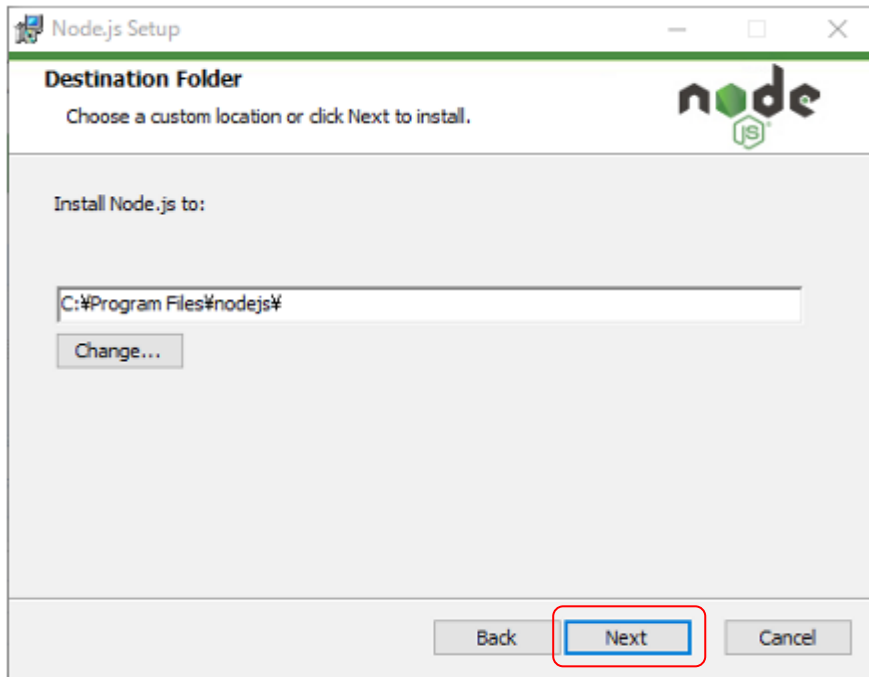 Node.js Setup
Destination Folder
Choose a custom location or click Next to install.
node
JS
Install Node.js to:
C:¥Program Files¥nodejs¥
Change...
Back Next Cancel